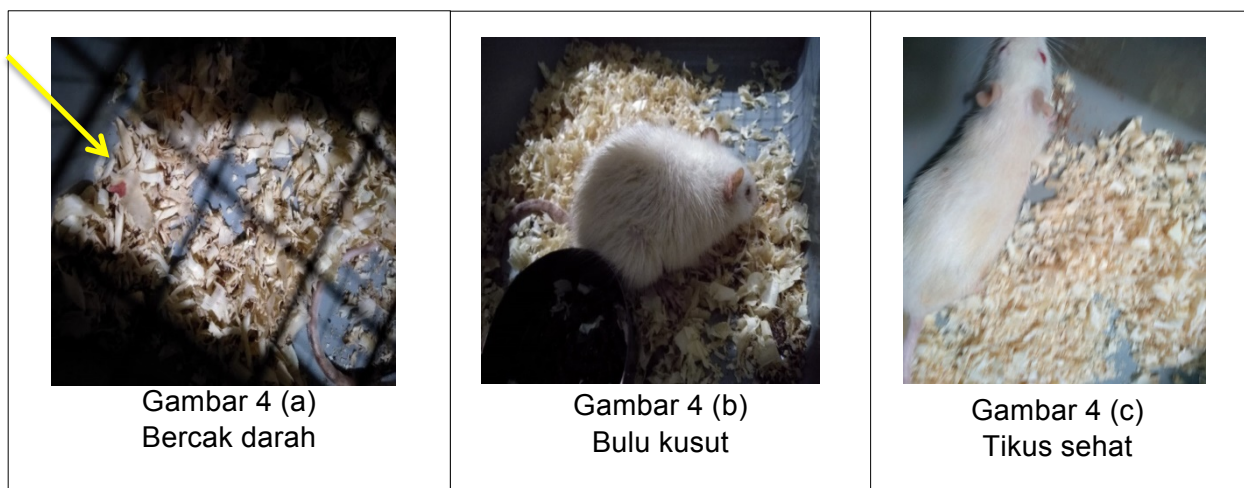 Gambar 4 (a)
Bercak darah
Gambar 4 (b)
Bulu kusut
Gambar 4 (c)
Tikus sehat